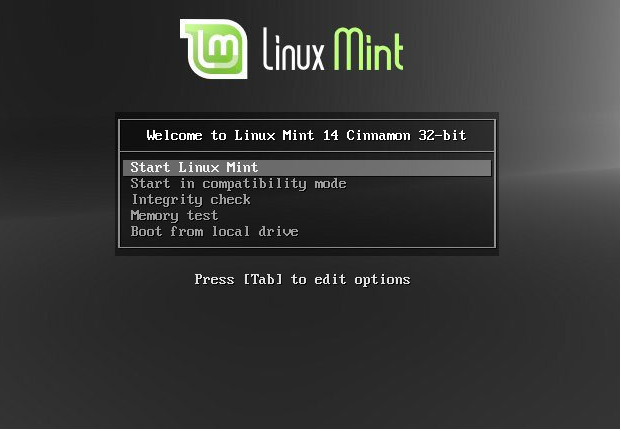 Linux Mint
Welcome to Linux Mint 14 Cinnamon 32-bit
Start Linux Mint
Start in compatibility mode
Integrity check
Memory test
Boot from local drive
Press [Tab] to edit options